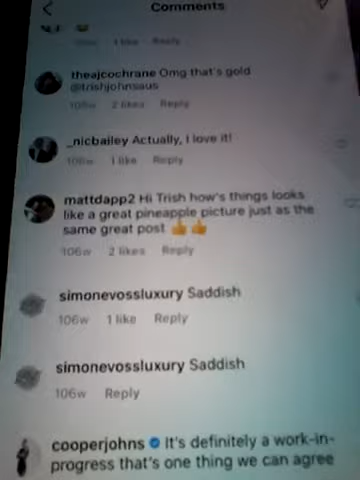 Comments
1 like Reply
theajcochrane Omg that's gold
@trishjohnsaus
106w 2 likes Reply
_nicbailey Actually, I love it!
106w 1 like Reply
mattdapp2 Hi Trish how's things looks
like a great pineapple picture just as the
same great post 👍👍
106w 2 likes Reply
simonevossluxury Saddish
106w 1 like Reply
simonevossluxury Saddish
106w Reply
cooperjohns It's definitely a work-in-
progress that's one thing we can agree